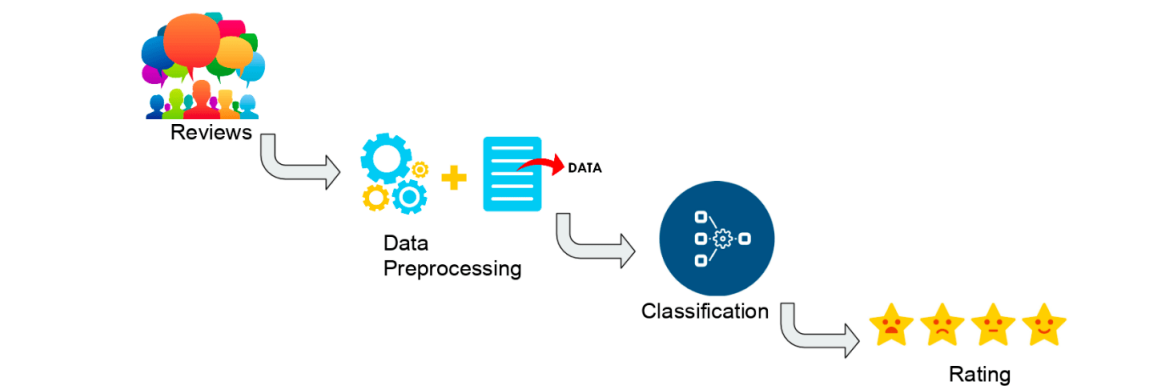 Reviews
DATA
Data
Preprocessing
Classification
Rating